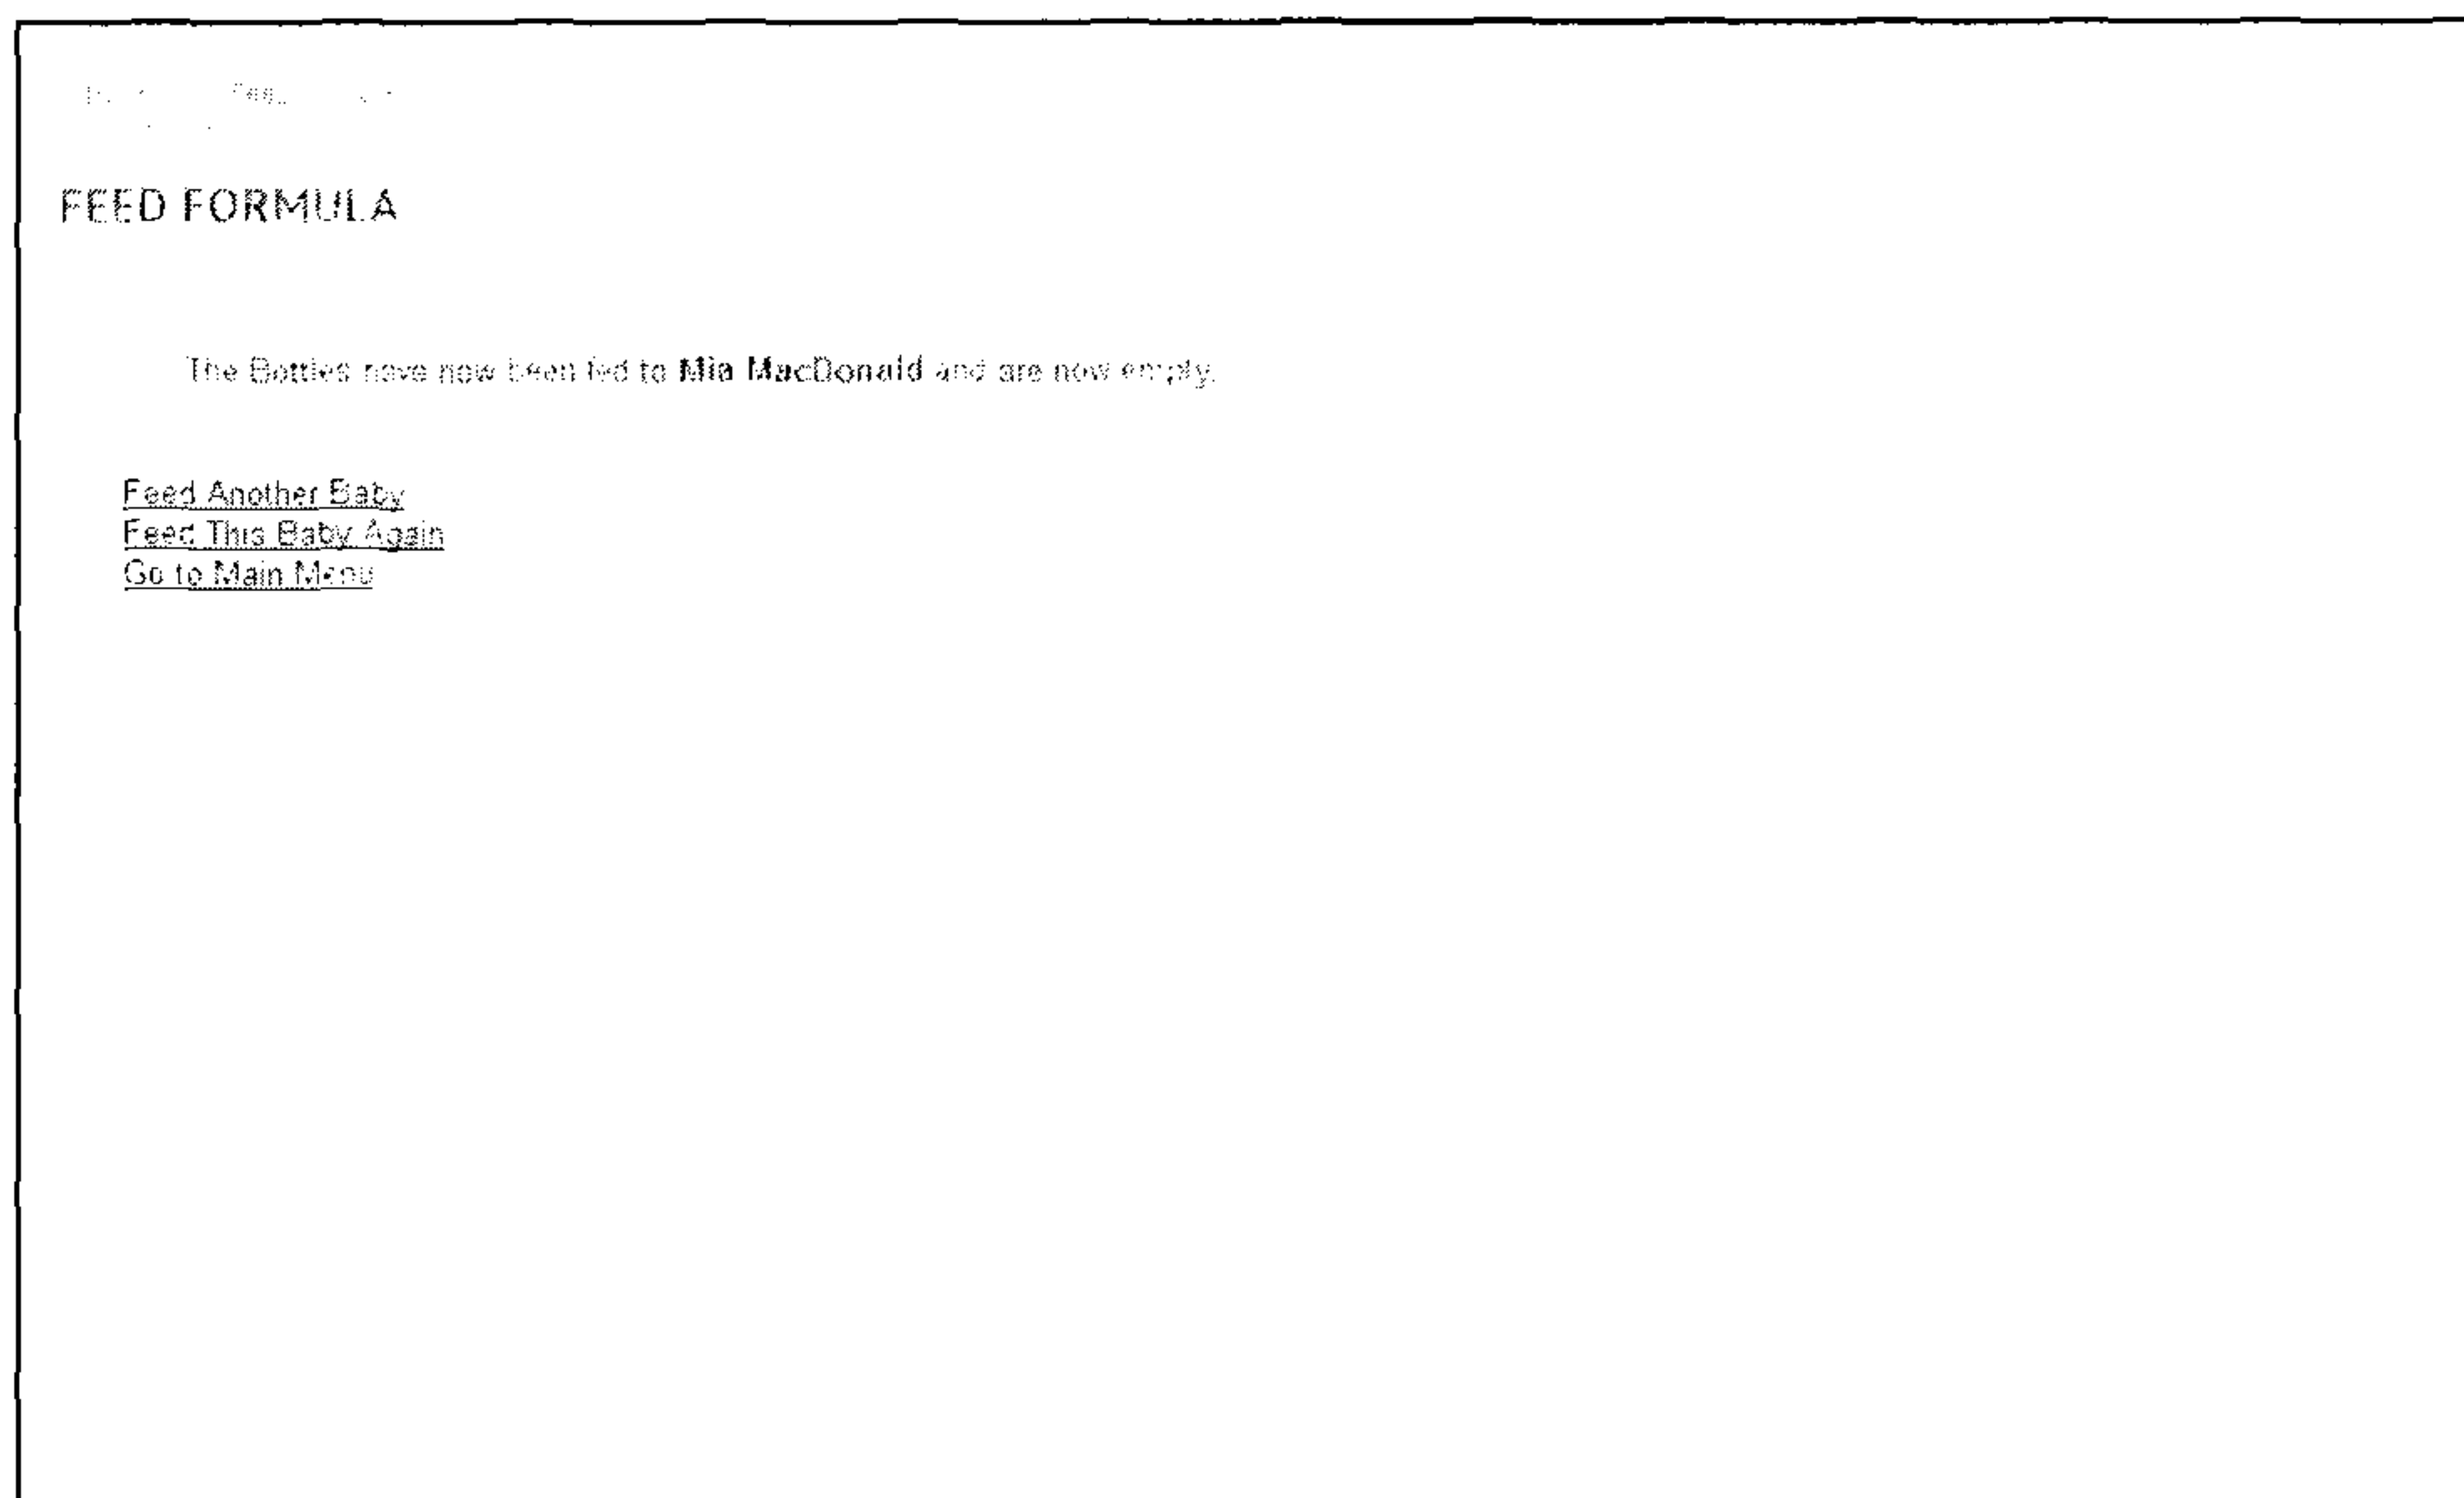 FEED FORMULA
The Bottles have now been fed to Mia MacDonald and are now empty.
Feed Another Baby
Feed This Baby Again
Go to Main Menu